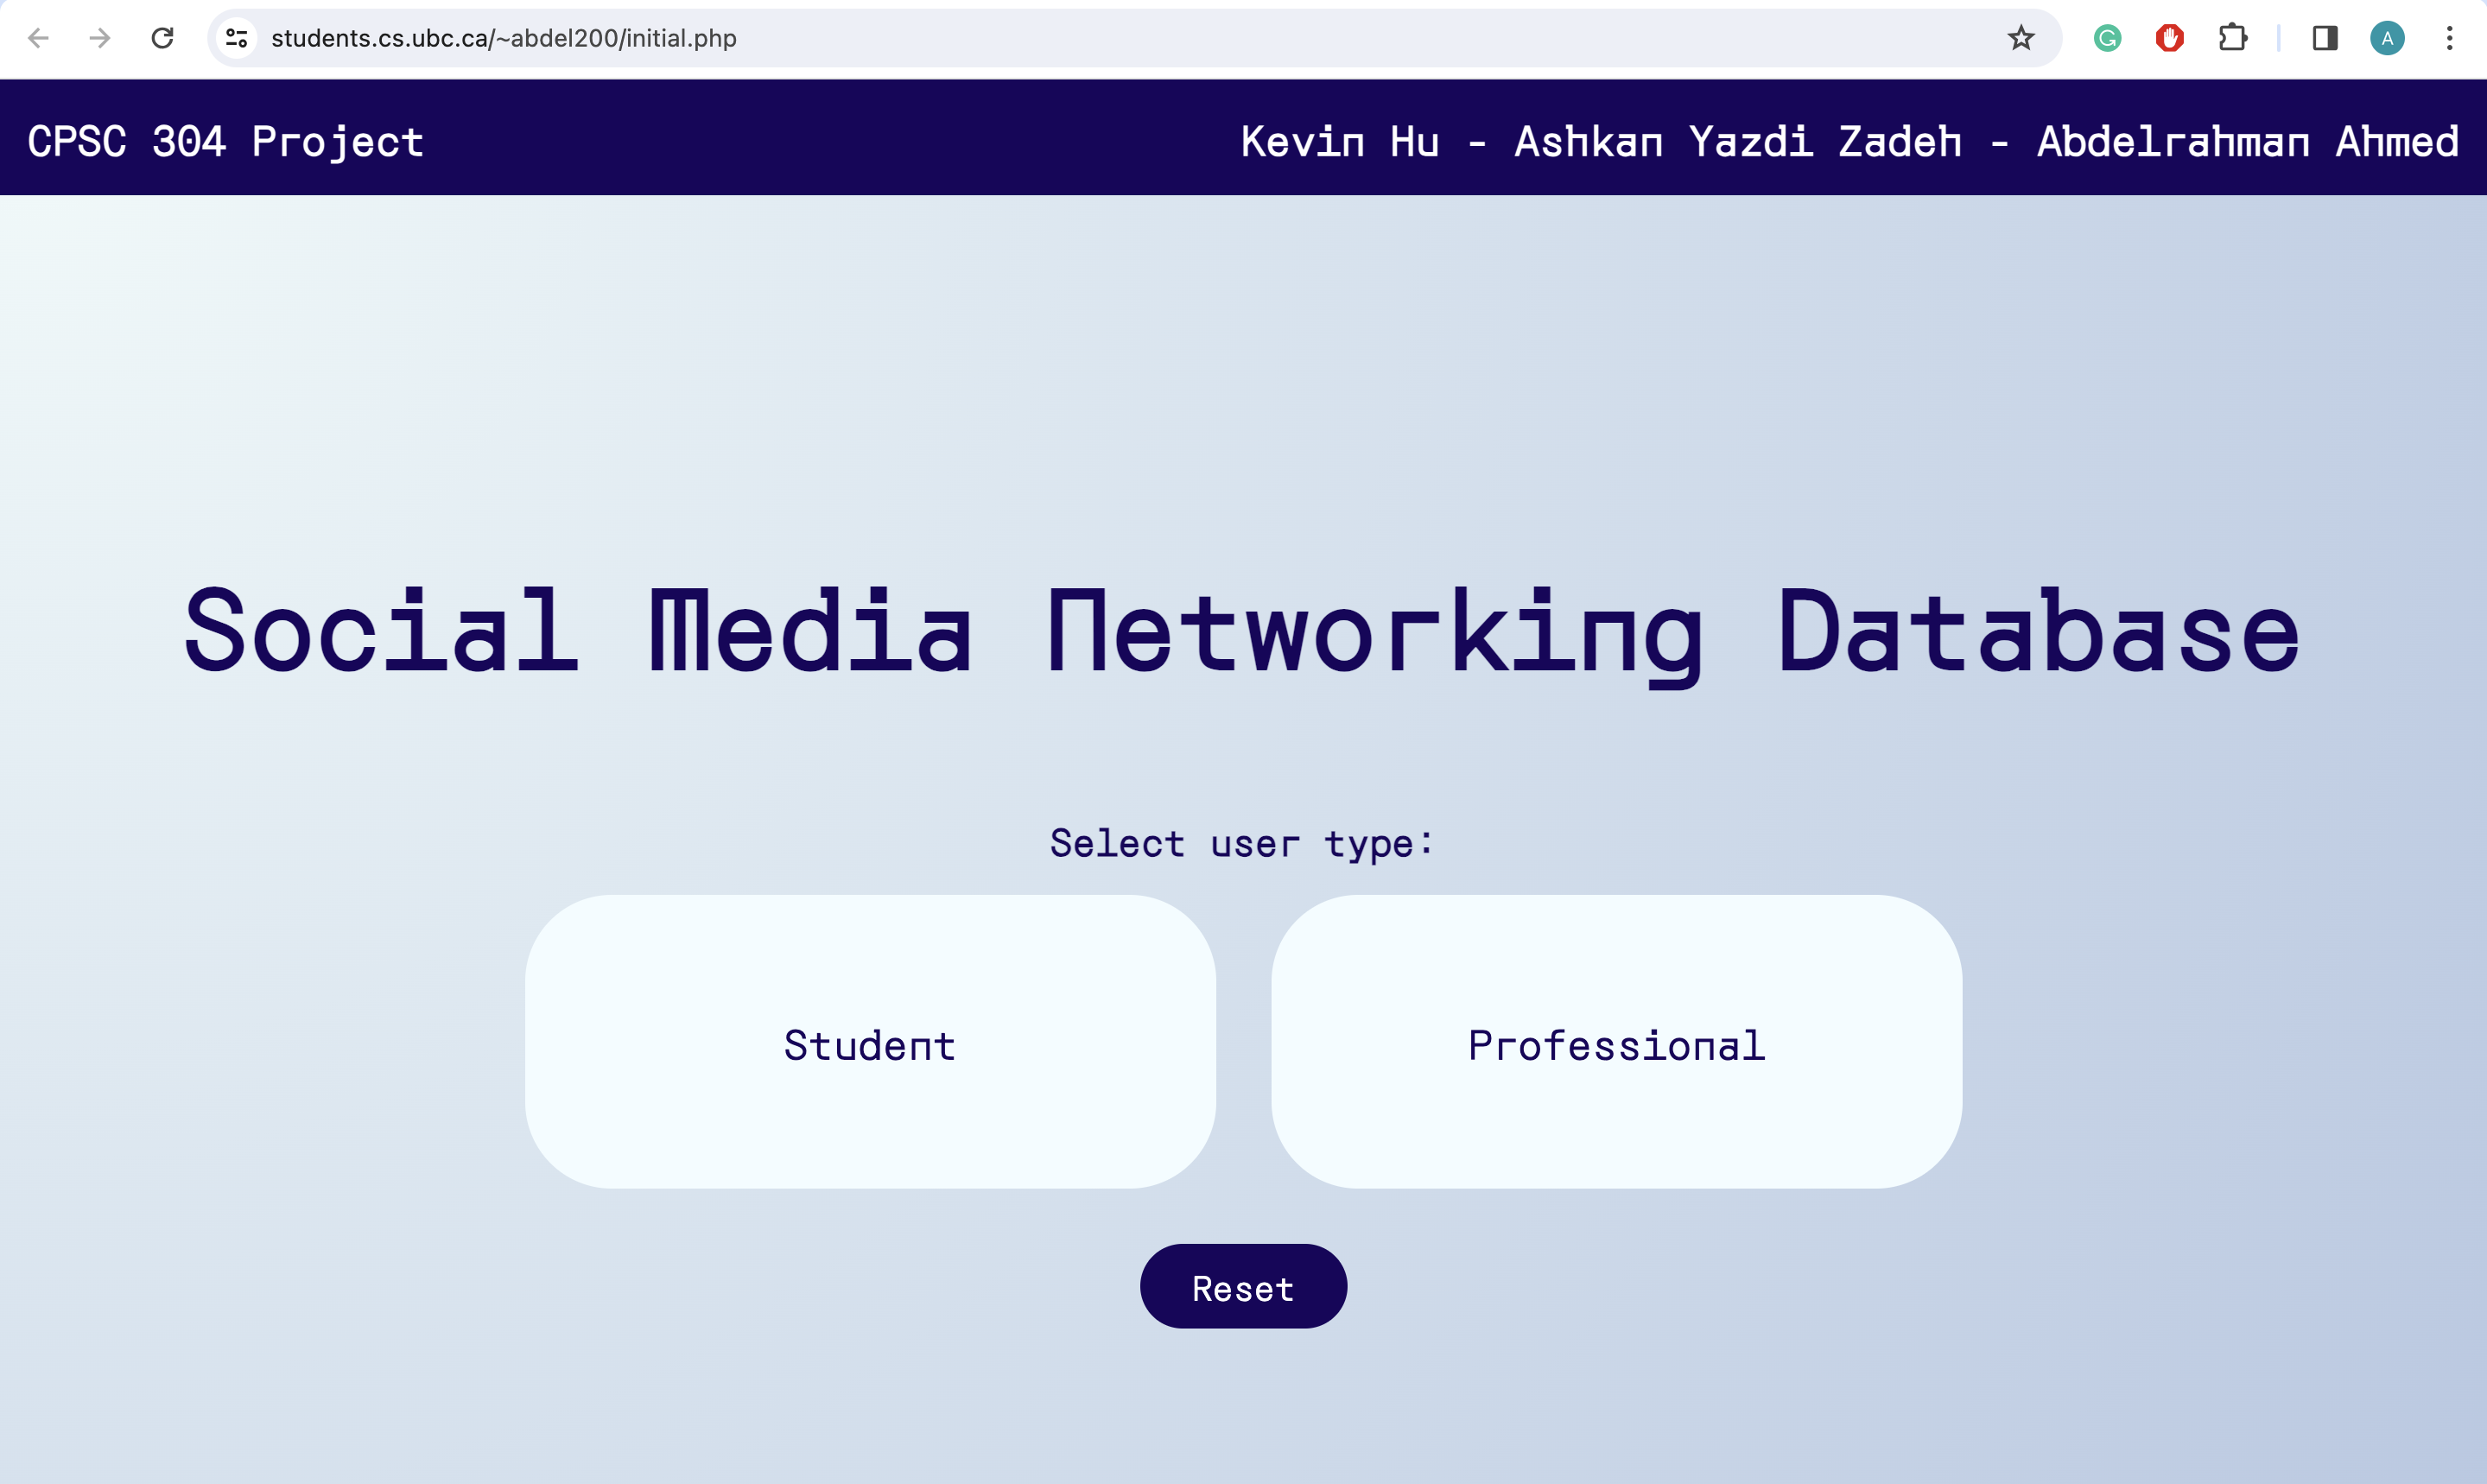 students.cs.ubc.ca/~abdel200/initial.php
A
CPSC 304 Project
Kevin Hu - Ashkan Yazdi Zadeh - Abdelrahman Ahmed
Social Media Networking Database
Select user type:
Student
Professional
Reset